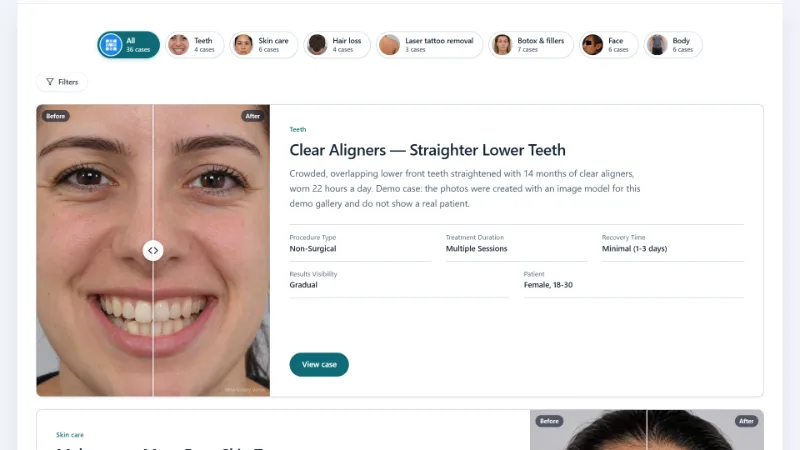 All
36 cases
Teeth
4 cases
Skin care
6 cases
Hair loss
4 cases
Laser tattoo removal
3 cases
Botox & fillers
7 cases
Face
6 cases
Body
6 cases
Filters
Before
After
Teeth
Clear Aligners — Straighter Lower Teeth
Crowded, overlapping lower front teeth straightened with 14 months of clear aligners,
worn 22 hours a day. Demo case: the photos were created with an image model for this
demo gallery and do not show a real patient.
Procedure Type
Non-Surgical
Treatment Duration
Multiple Sessions
Recovery Time
Minimal (1-3 days)
Results Visibility
Gradual
Patient
Female, 18-30
View case
Skin care
Before
After